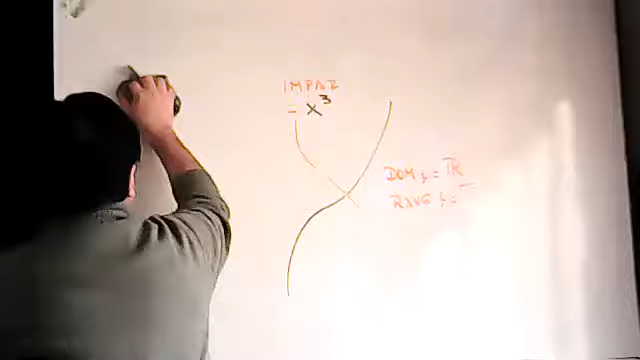 IMPAR
- x³
DOM f = ℝ
RANG f =